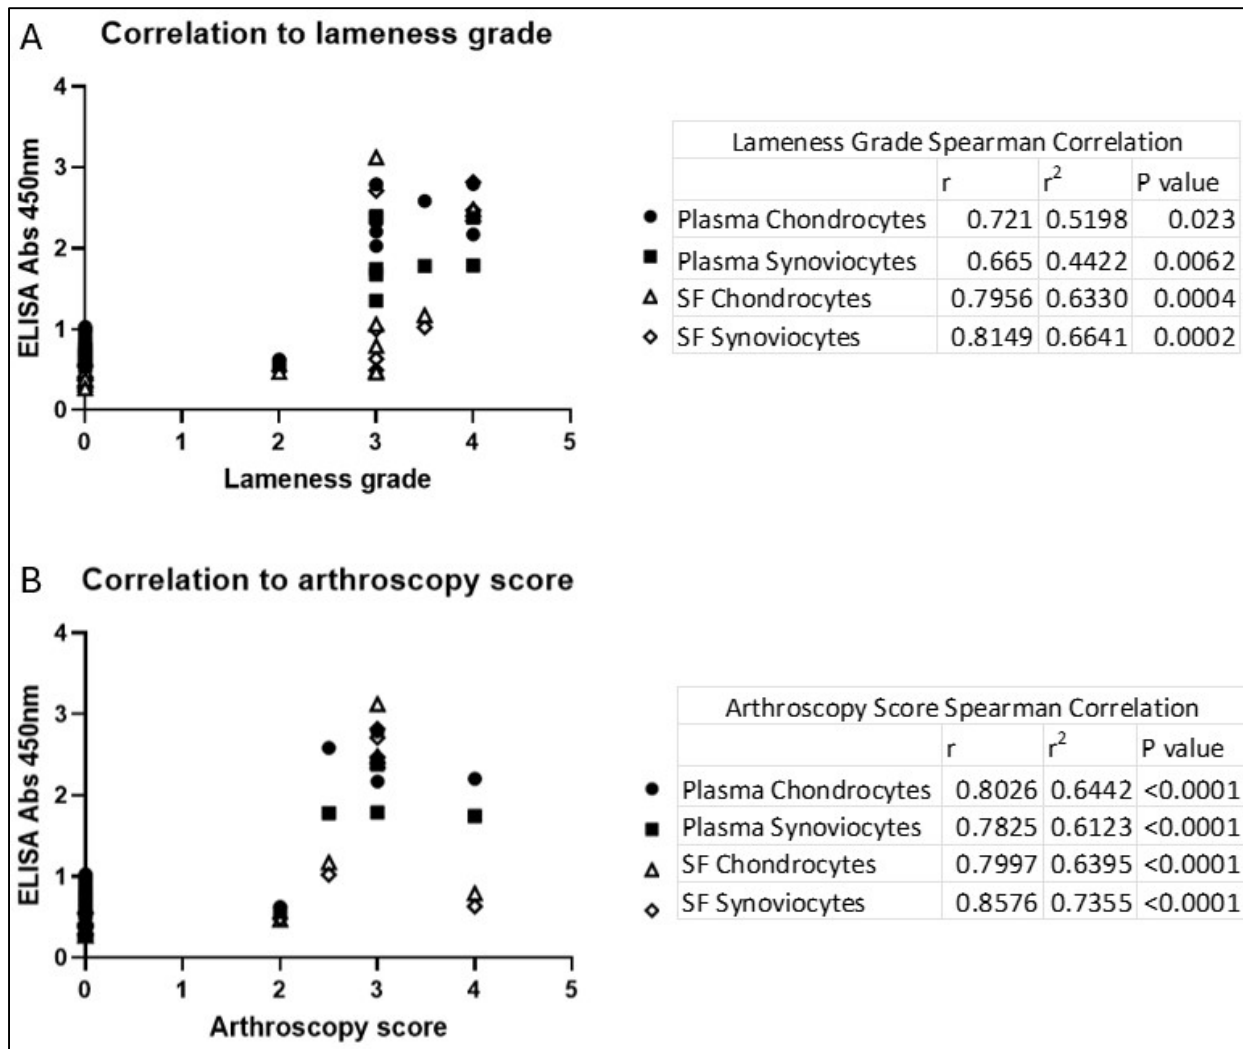 A Correlation to lameness grade
ELISA Abs 450nm
4
3
2
1
0
0 1 2 3 4 5
Lameness grade
Lameness Grade Spearman Correlation
r r² P value
Plasma Chondrocytes 0.721 0.5198 0.023
Plasma Synoviocytes 0.665 0.4422 0.0062
SF Chondrocytes 0.7956 0.6330 0.0004
SF Synoviocytes 0.8149 0.6641 0.0002
B Correlation to arthroscopy score
ELISA Abs 450nm
4
3
2
1
0
0 1 2 3 4 5
Arthroscopy score
Arthroscopy Score Spearman Correlation
r r² P value
Plasma Chondrocytes 0.8026 0.6442 <0.0001
Plasma Synoviocytes 0.7825 0.6123 <0.0001
SF Chondrocytes 0.7997 0.6395 <0.0001
SF Synoviocytes 0.8576 0.7355 <0.0001